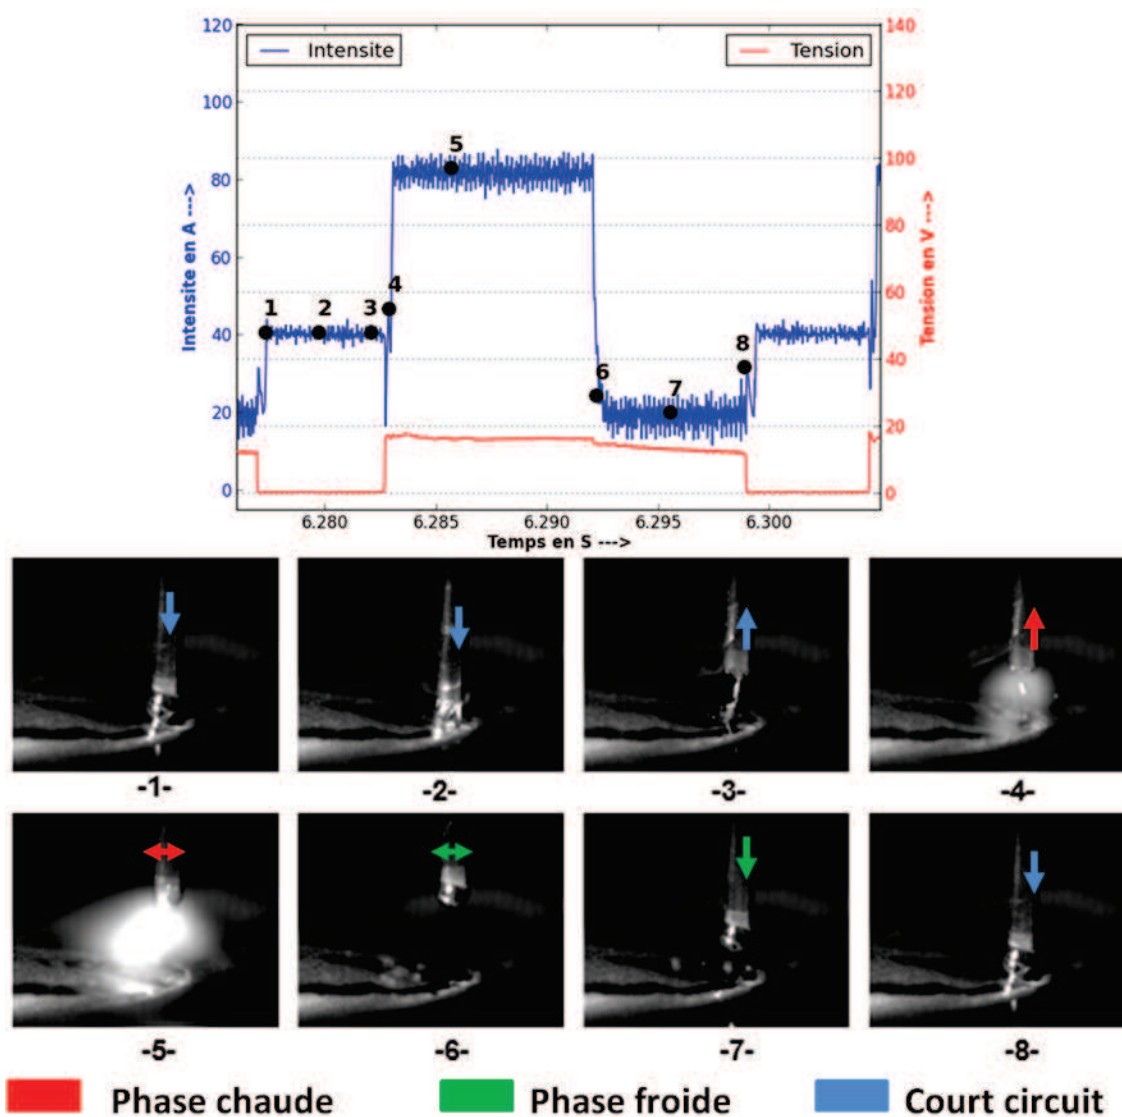 120
140
Intensite
Tension
120
100
100
5
80
80
60
60
1 2 3 4
40
40
8
6
7
20
20
0
0
Intensite en A --->
Tension en V --->
6.280 6.285 6.290 6.295 6.300
Temps en S --->
-1- -2- -3- -4-
-5- -6- -7- -8-
Phase chaude Phase froide Court circuit